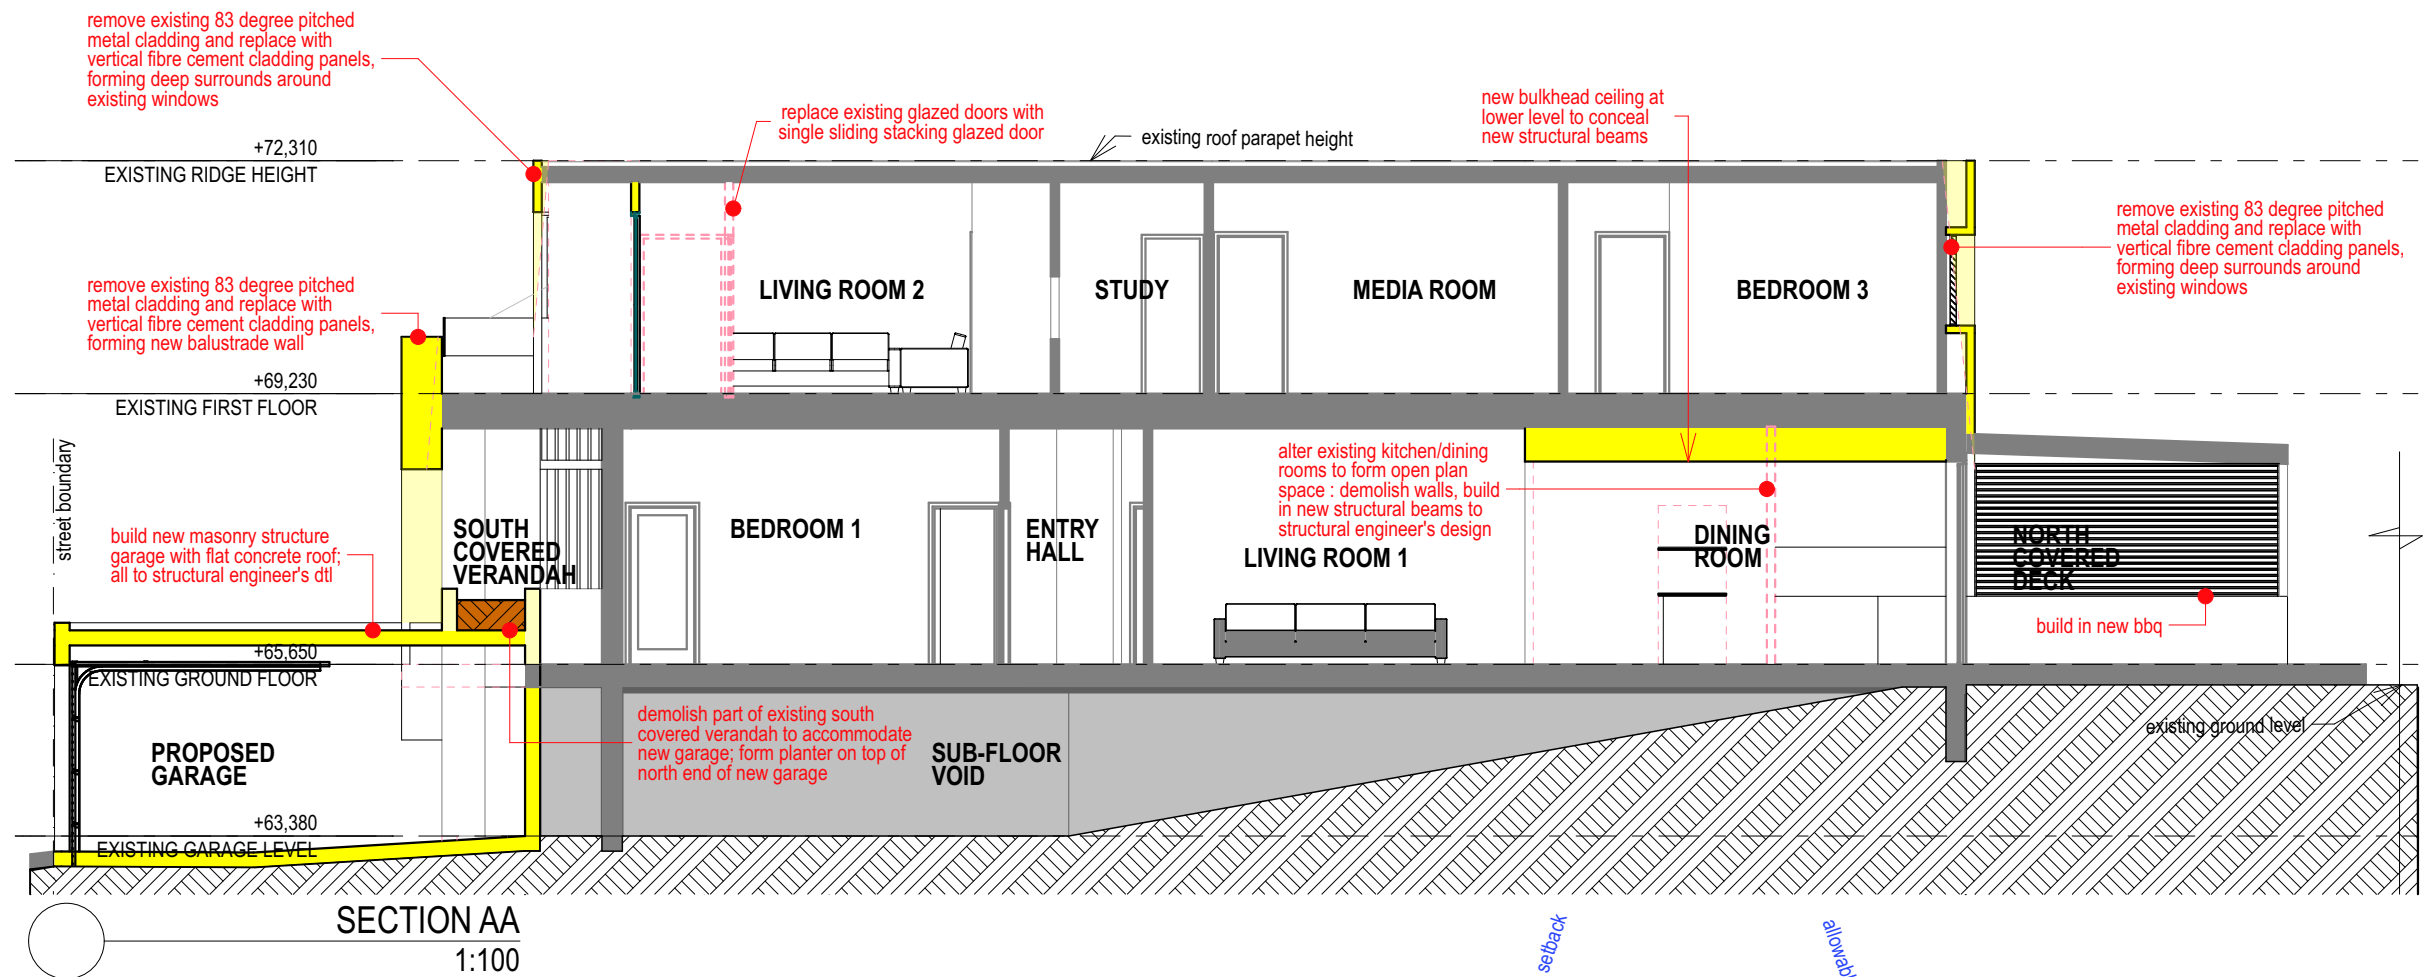 remove existing 83 degree pitched
metal cladding and replace with
vertical fibre cement cladding panels,
forming deep surrounds around
existing windows
replace existing glazed doors with
single sliding stacking glazed door
existing roof parapet height
new bulkhead ceiling at
lower level to conceal
new structural beams
+72,310
EXISTING RIDGE HEIGHT
remove existing 83 degree pitched
metal cladding and replace with
vertical fibre cement cladding panels,
forming deep surrounds around
existing windows
remove existing 83 degree pitched
metal cladding and replace with
vertical fibre cement cladding panels,
forming new balustrade wall
LIVING ROOM 2
STUDY
MEDIA ROOM
BEDROOM 3
+69,230
EXISTING FIRST FLOOR
street boundary
build new masonry structure
garage with flat concrete roof;
all to structural engineer's dtl
SOUTH
COVERED
VERANDAH
BEDROOM 1
ENTRY
HALL
alter existing kitchen/dining
rooms to form open plan
space : demolish walls, build
in new structural beams to
structural engineer's design
LIVING ROOM 1
DINING
ROOM
NORTH
COVERED
DECK
build in new bbq
+65,650
EXISTING GROUND FLOOR
PROPOSED
GARAGE
demolish part of existing south
covered verandah to accommodate
new garage; form planter on top of
north end of new garage
SUB-FLOOR
VOID
existing ground level
+63,380
EXISTING GARAGE LEVEL
SECTION AA
1:100
setback